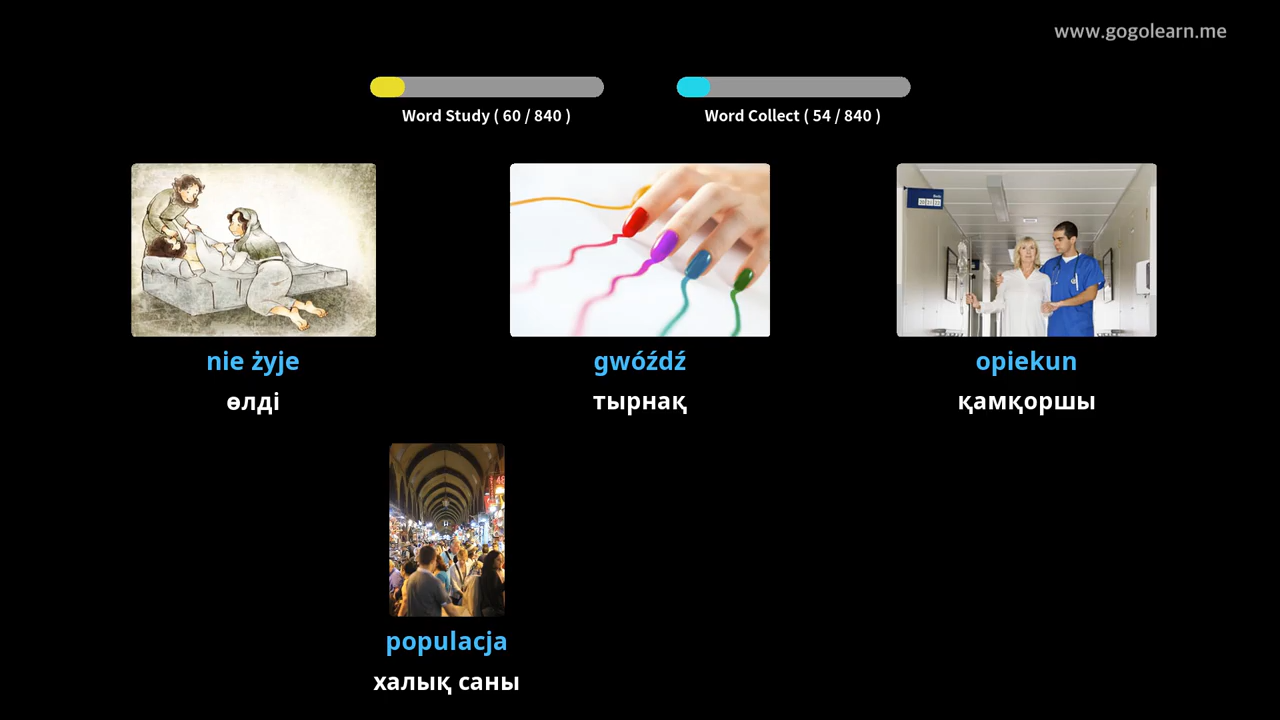 www.gogolearn.me
Word Study ( 60 / 840 )
Word Collect ( 54 / 840 )
nie żyje
gwóźdź
opiekun
өлді
тырнақ
қамқоршы
populacja
халық саны